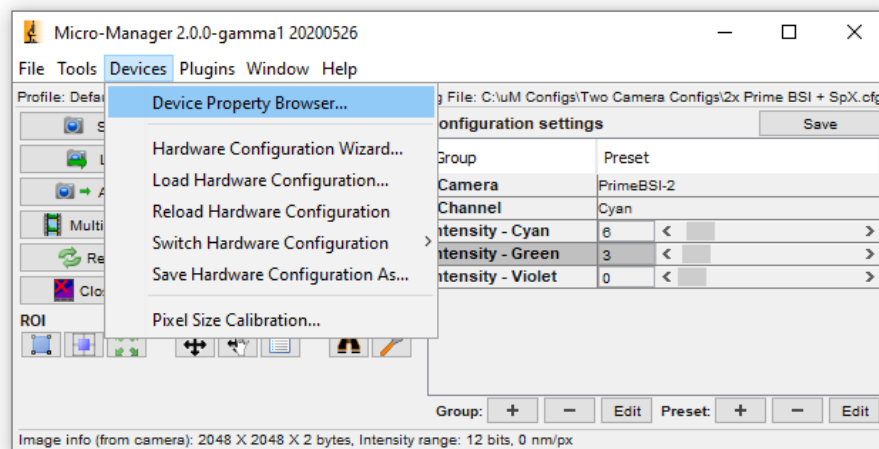 Micro-Manager 2.0.0-gamma1 20200526
File Tools Devices Plugins Window Help
Profile: Defau
g File: C:\uM Configs\Two Camera Configs\2x Prime BSI + SpX.cfg
Device Property Browser...
Hardware Configuration Wizard...
Load Hardware Configuration...
Reload Hardware Configuration
Switch Hardware Configuration
Save Hardware Configuration As...
Pixel Size Calibration...
S
L
A
Multi
Re
Clo
ROI
onfiguration settings
Save
Group Preset
Camera PrimeBSI-2
Channel Cyan
ntensity - Cyan 6
ntensity - Green 3
ntensity - Violet 0
Group: + − Edit Preset: + − Edit
Image info (from camera): 2048 X 2048 X 2 bytes, Intensity range: 12 bits, 0 nm/px